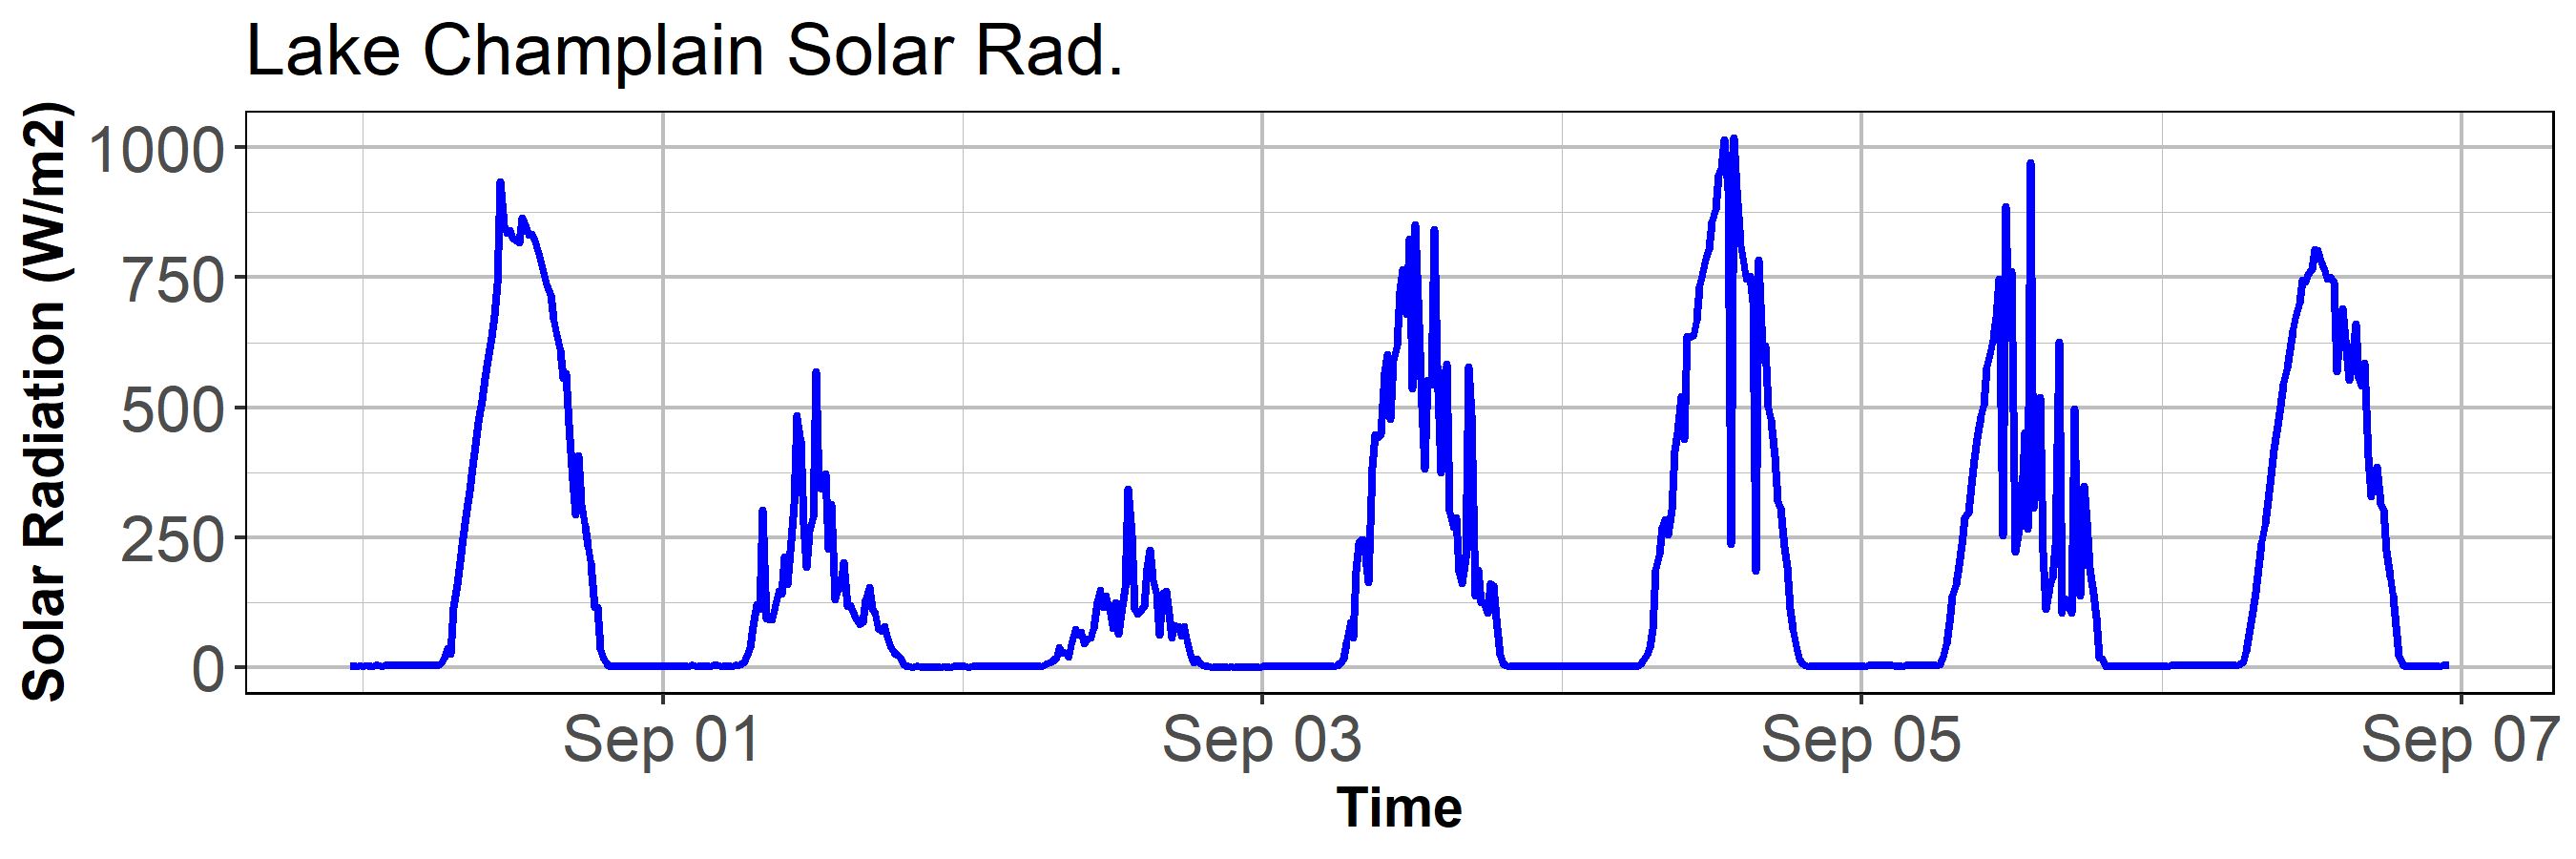 Lake Champlain Solar Rad.
Solar Radiation (W/m2)
1000
750
500
250
0
Sep 01
Sep 03
Sep 05
Sep 07
Time